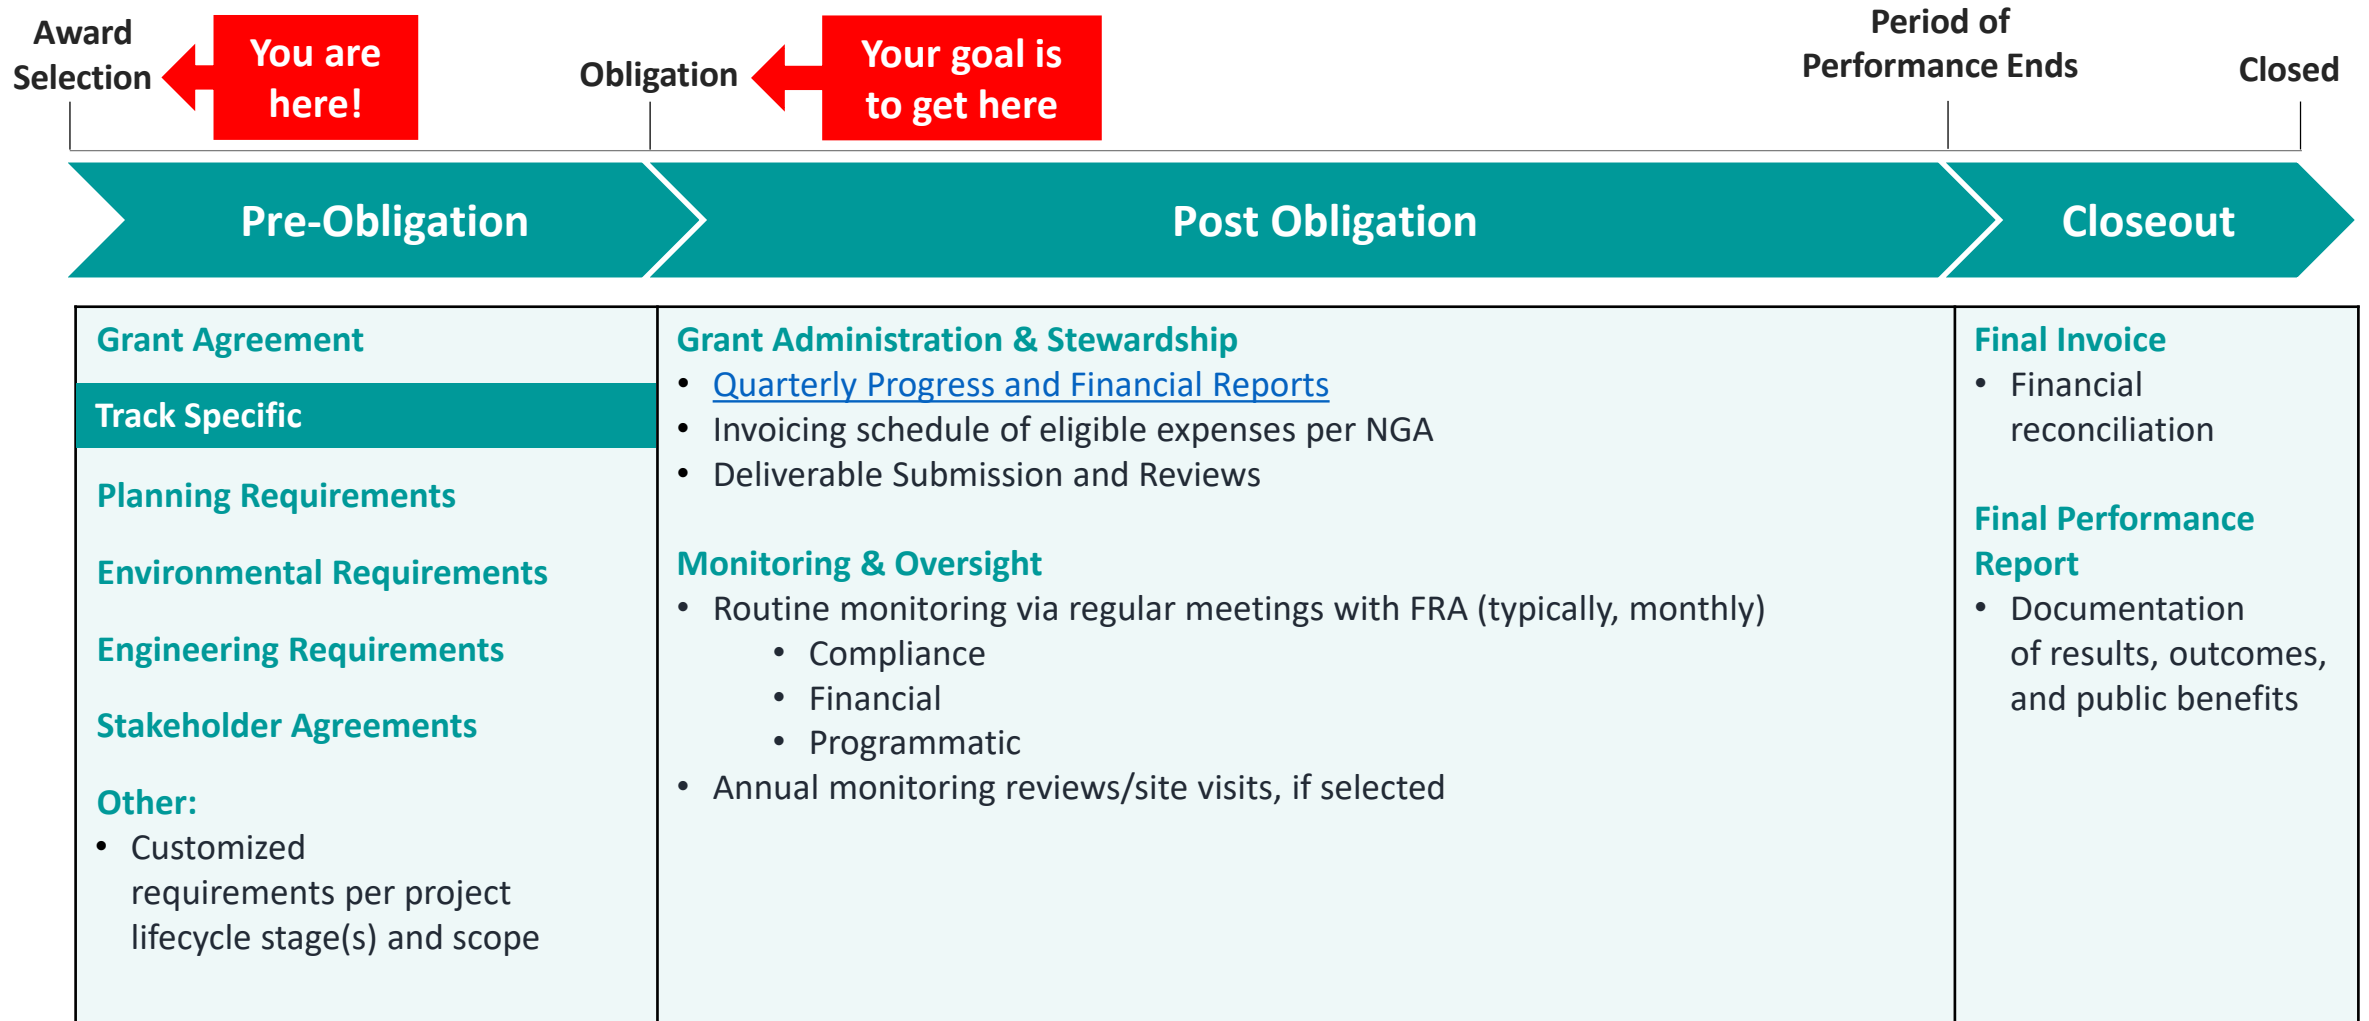 Award
Selection
You are
here!
Obligation
Your goal is
to get here
Period of
Performance Ends
Closed
Pre-Obligation
Post Obligation
Closeout
Grant Agreement
Track Specific
Planning Requirements
Environmental Requirements
Engineering Requirements
Stakeholder Agreements
Other:
• Customized
requirements per project
lifecycle stage(s) and scope
Grant Administration & Stewardship
• Quarterly Progress and Financial Reports
• Invoicing schedule of eligible expenses per NGA
• Deliverable Submission and Reviews
Monitoring & Oversight
• Routine monitoring via regular meetings with FRA (typically, monthly)
• Compliance
• Financial
• Programmatic
• Annual monitoring reviews/site visits, if selected
Final Invoice
• Financial
reconciliation
Final Performance
Report
• Documentation
of results, outcomes,
and public benefits